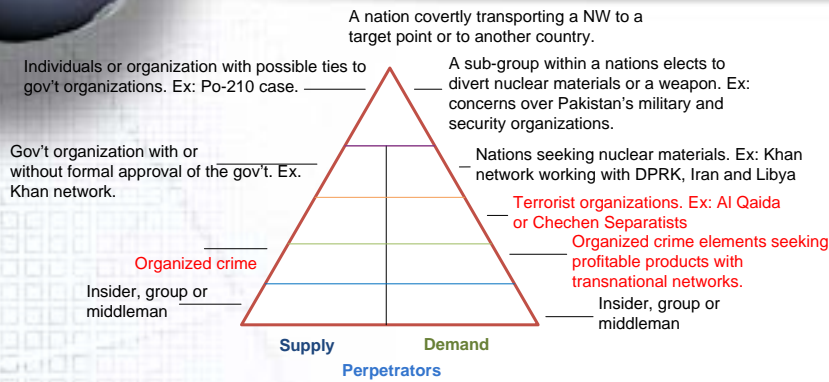 A nation covertly transporting a NW to a
target point or to another country.
Individuals or organization with possible ties to
gov't organizations. Ex: Po-210 case.
A sub-group within a nations elects to
divert nuclear materials or a weapon. Ex:
concerns over Pakistan's military and
security organizations.
Gov't organization with or
without formal approval of the gov't. Ex.
Khan network.
Nations seeking nuclear materials. Ex: Khan
network working with DPRK, Iran and Libya
Terrorist organizations. Ex: Al Qaida
or Chechen Separatists
Organized crime
Organized crime elements seeking
profitable products with
transnational networks.
Insider, group or
middleman
Insider, group or
middleman
Supply
Demand
Perpetrators